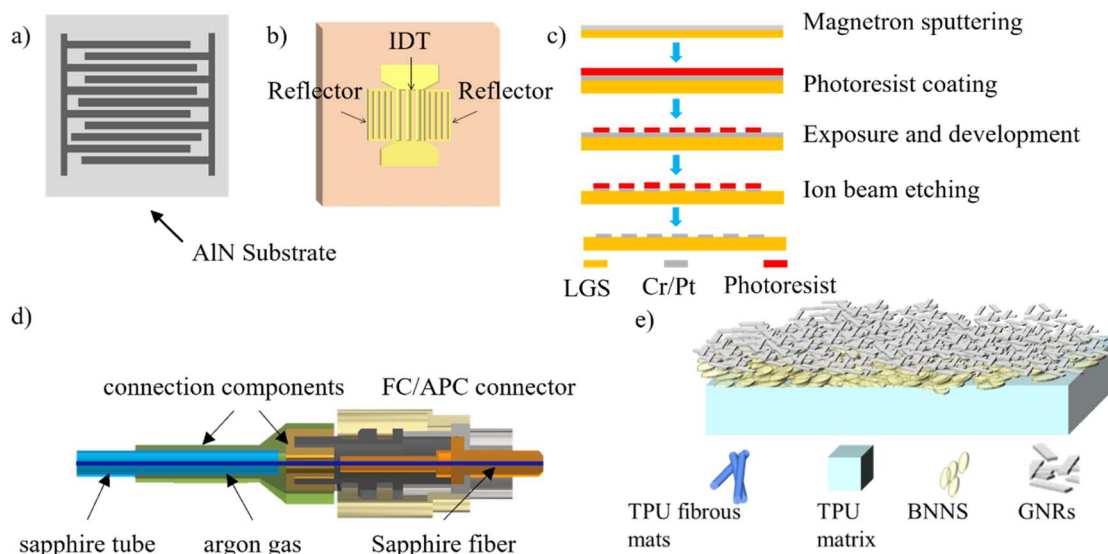 a)
AlN Substrate
b)
IDT
Reflector
Reflector
c)
Magnetron sputtering
Photoresist coating
Exposure and development
Ion beam etching
LGS
Cr/Pt
Photoresist
d)
connection components
FC/APC connector
sapphire tube
argon gas
Sapphire fiber
e)
TPU fibrous
mats
TPU
matrix
BNNS
GNRs